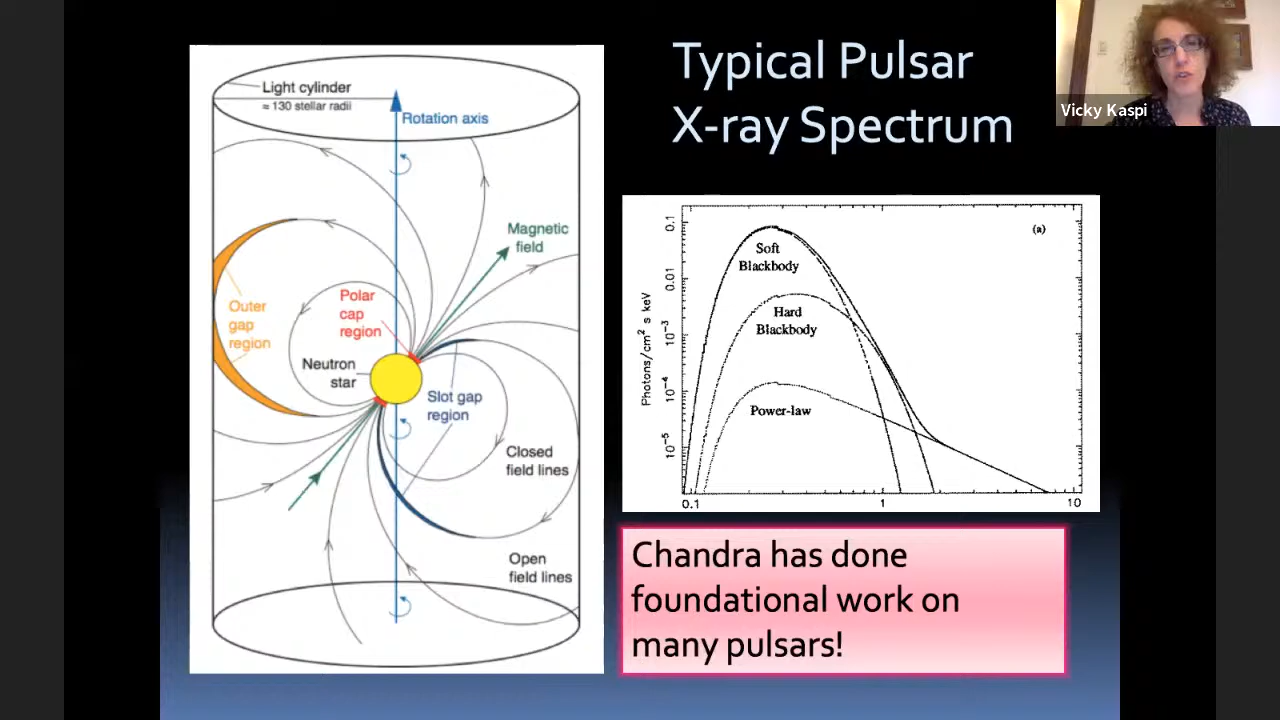 Typical Pulsar
X-ray Spectrum
Vicky Kaspi
Light cylinder
≈ 130 stellar radii
Rotation axis
Magnetic
field
Outer
gap
region
Polar
cap
region
Neutron
star
Slot gap
region
Closed
field lines
Open
field lines
(a)
Soft
Blackbody
Hard
Blackbody
Power-law
Photons/cm² s keV
0.1
0.01
10⁻³
10⁻⁴
10⁻⁵
0.1 1 10
Chandra has done
foundational work on
many pulsars!